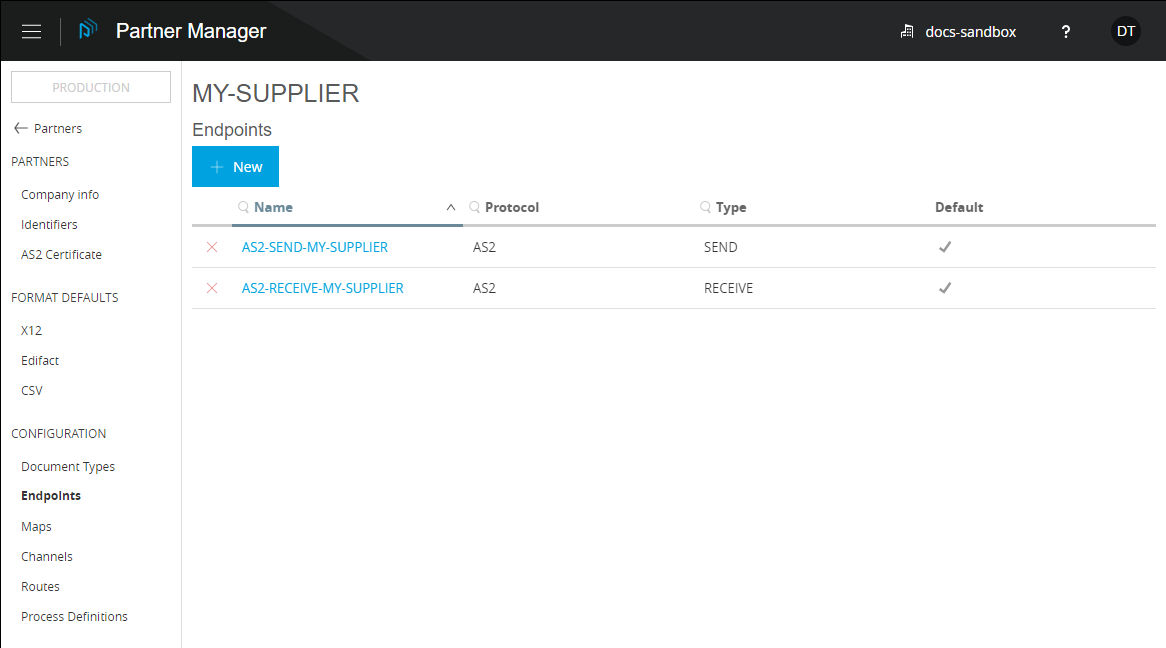 Partner Manager
docs-sandbox
?
DT
PRODUCTION
Partners
PARTNERS
Company info
Identifiers
AS2 Certificate
FORMAT DEFAULTS
X12
Edifact
CSV
CONFIGURATION
Document Types
Endpoints
Maps
Channels
Routes
Process Definitions
MY-SUPPLIER
Endpoints
New
Name Protocol Type Default
AS2-SEND-MY-SUPPLIER AS2 SEND
AS2-RECEIVE-MY-SUPPLIER AS2 RECEIVE